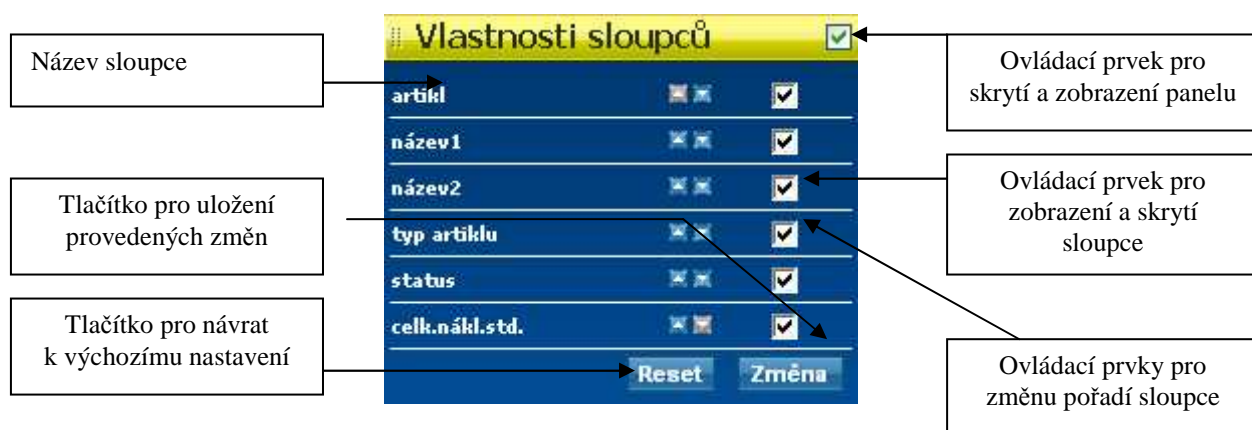 Vlastnosti sloupců
Název sloupce
Ovládací prvek pro
skrytí a zobrazení panelu
artikl
název1
název2
Ovládací prvek pro
zobrazení a skrytí
sloupce
Tlačítko pro uložení
provedených změn
typ artiklu
status
Tlačítko pro návrat
k výchozímu nastavení
celk.nákl.std.
Reset
Změna
Ovládací prvky pro
změnu pořadí sloupce